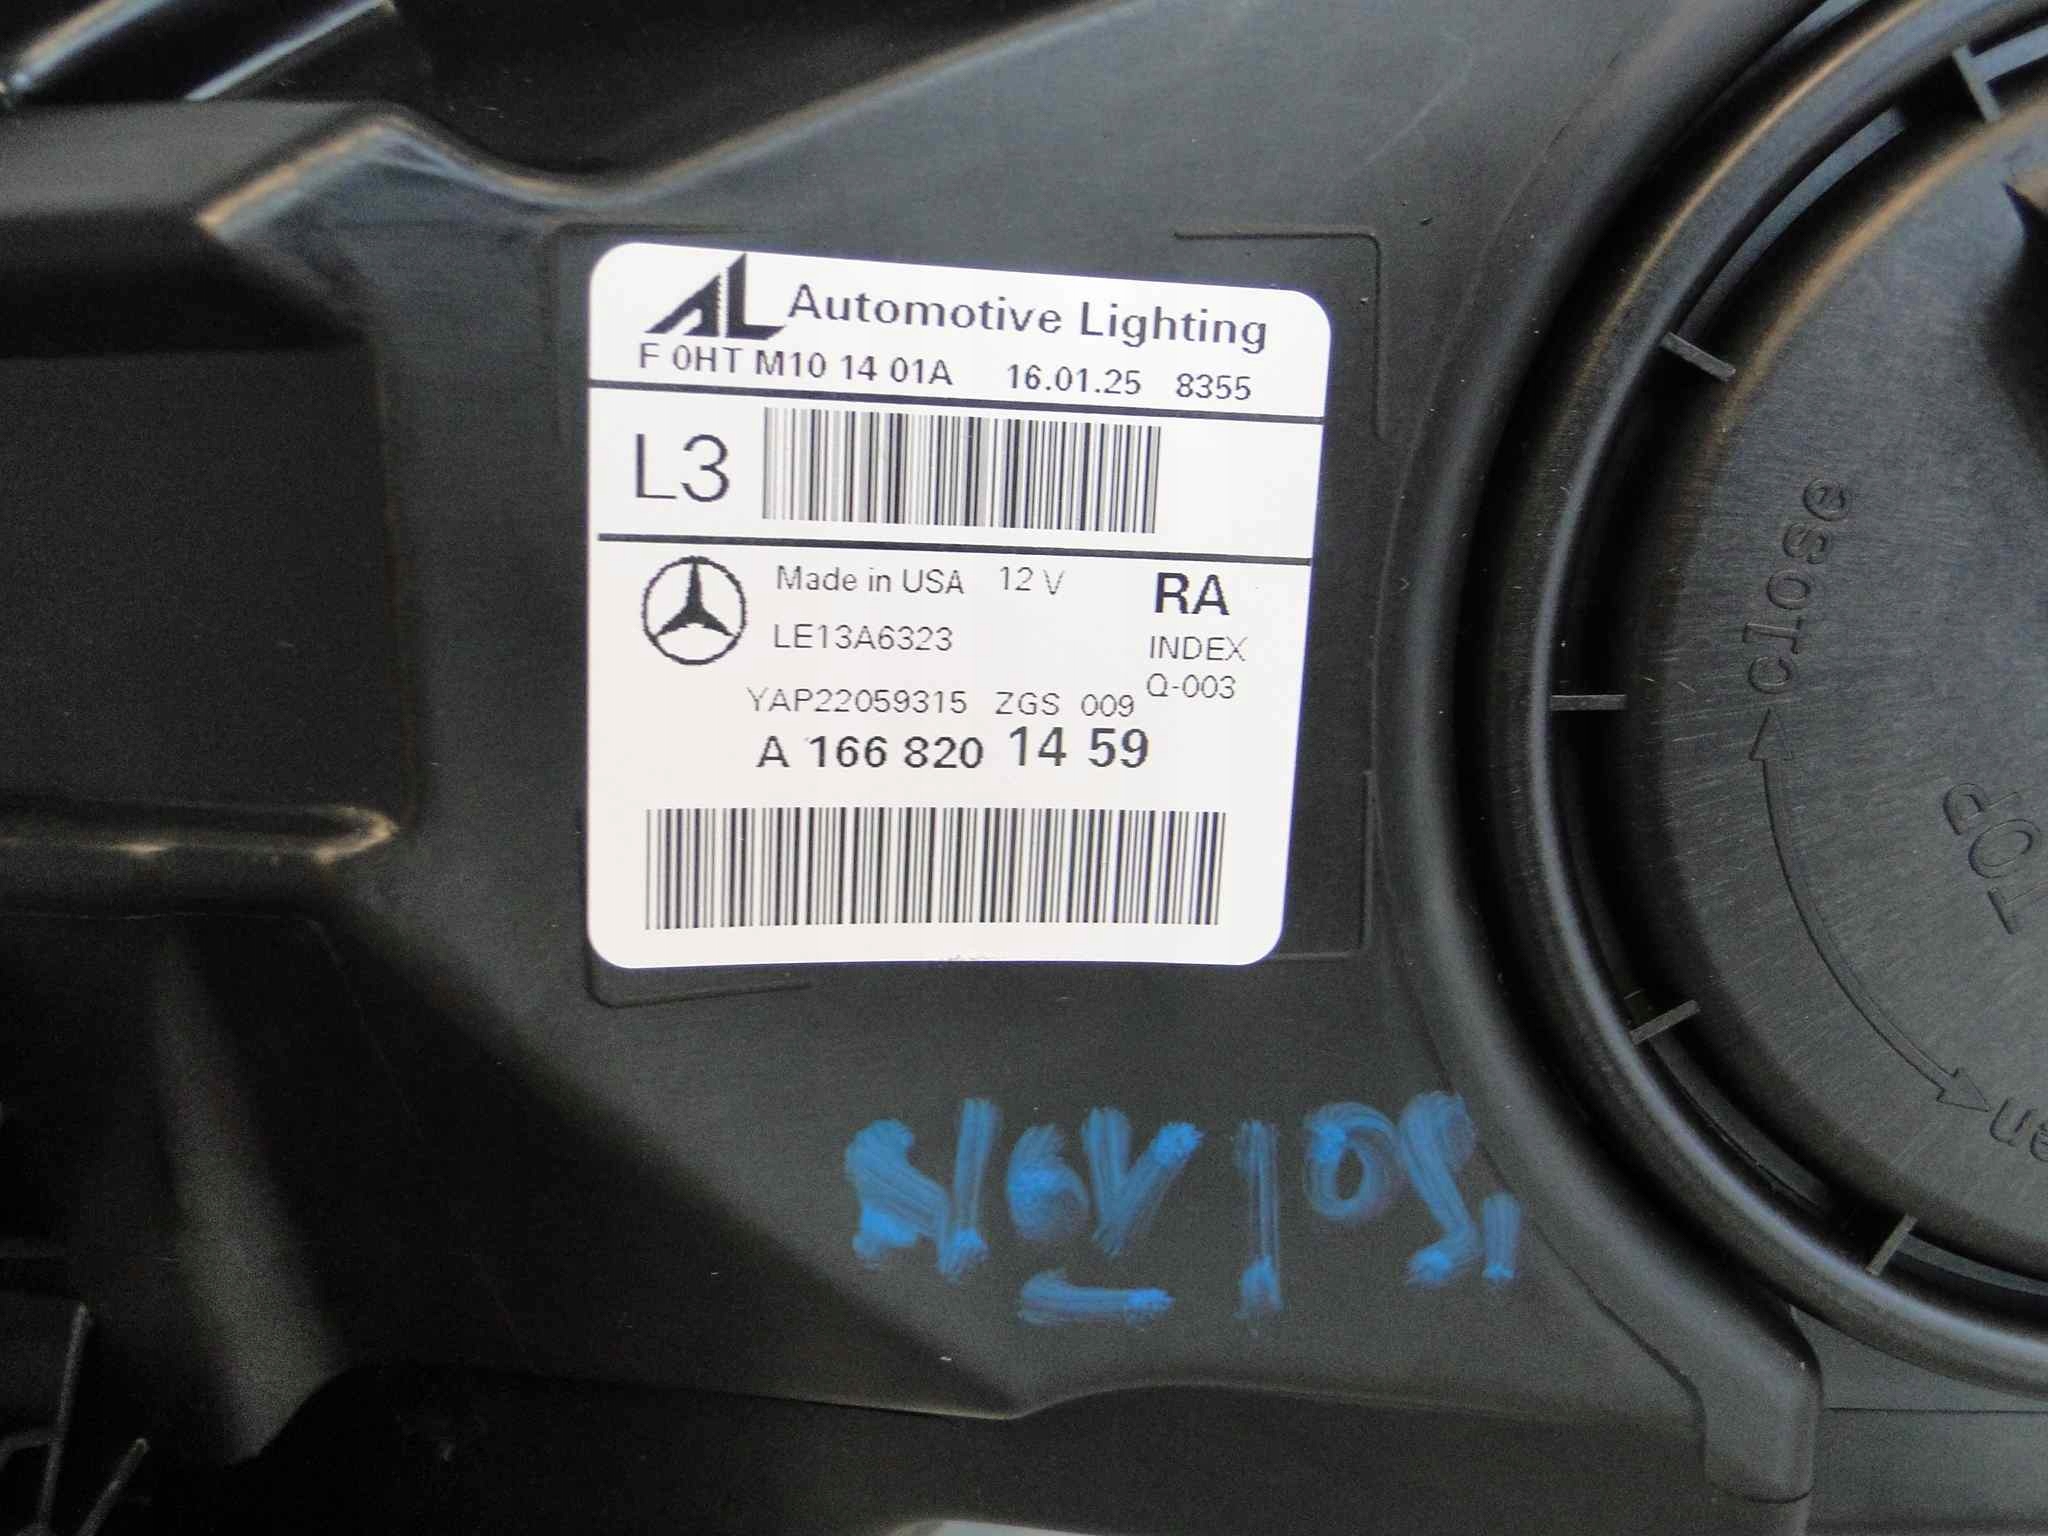 AL Automotive Lighting
F 0HT M10 14 01A 16.01.25 8355
L3
Made in USA 12 V RA
LE13A6323 INDEX
Q-003
YAP22059315 ZGS 009
A 166 820 14 59
close
TOP